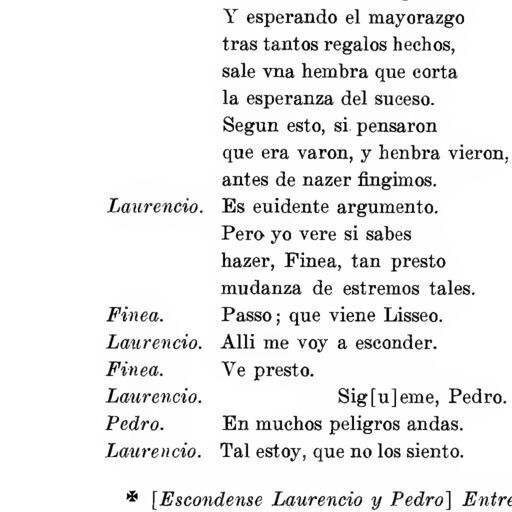 Y esperando el mayorazgo
tras tantos regalos hechos,
sale vna hembra que corta
la esperanza del suceso.
Segun esto, si pensaron
que era varon, y henbra vieron,
antes de nazer fingimos.
Laurencio. Es euidente argumento.
Pero yo vere si sabes
hazer, Finea, tan presto
mudanza de estremos tales.
Finea. Passo; que viene Lisseo.
Laurencio. Alli me voy a esconder.
Finea. Ve presto.
Laurencio. Sig[u]eme, Pedro.
Pedro. En muchos peligros andas.
Laurencio. Tal estoy, que no los siento.
✠ [Escondense Laurencio y Pedro] Entre